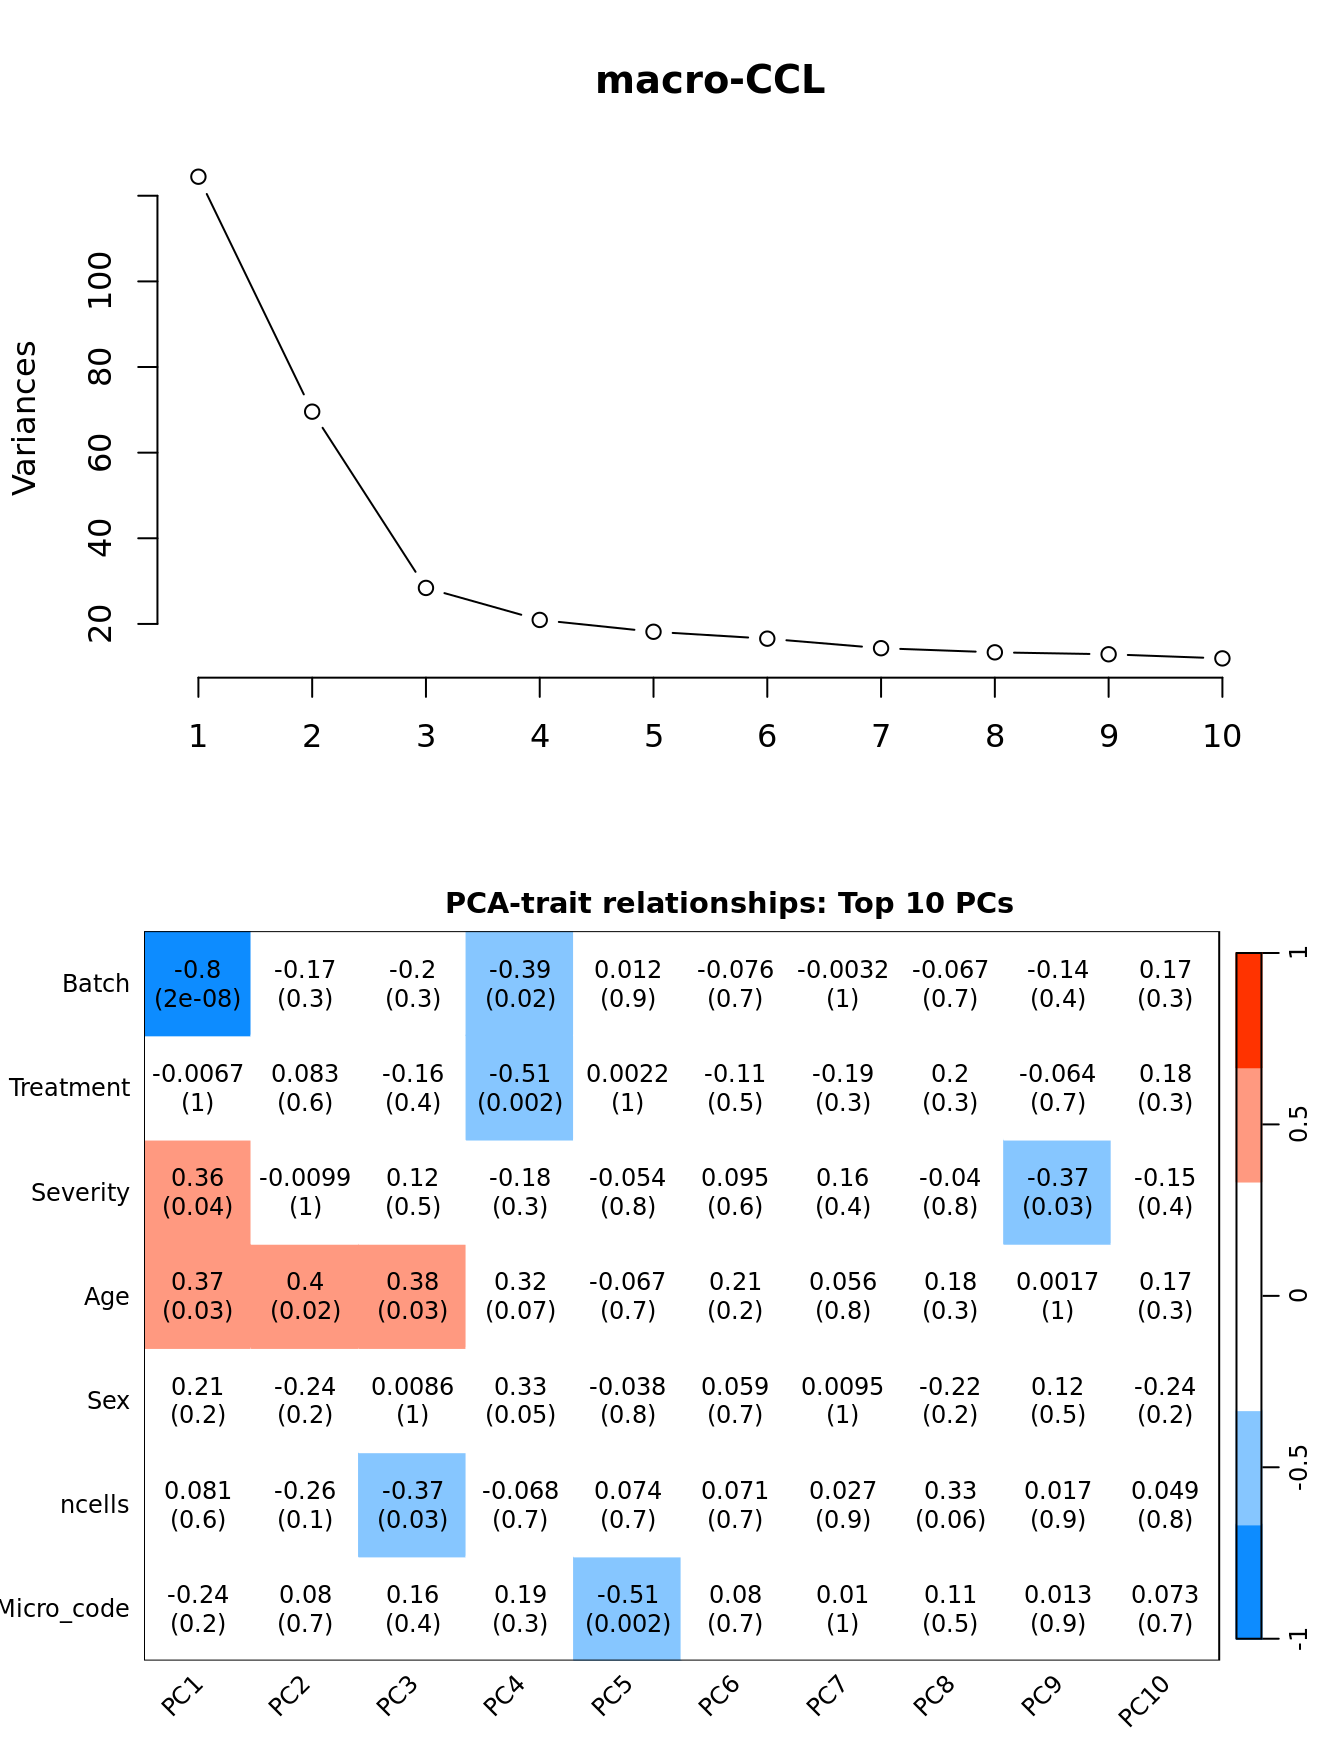 macro-CCL
Variances
100
80
60
40
20
1 2 3 4 5 6 7 8 9 10
PCA-trait relationships: Top 10 PCs
Batch -0.8 -0.17 -0.2 -0.39 0.012 -0.076 -0.0032 -0.067 -0.14 0.17
(2e-08) (0.3) (0.3) (0.02) (0.9) (0.7) (1) (0.7) (0.4) (0.3)
Treatment -0.0067 0.083 -0.16 -0.51 0.0022 -0.11 -0.19 0.2 -0.064 0.18
(1) (0.6) (0.4) (0.002) (1) (0.5) (0.3) (0.3) (0.7) (0.3)
Severity 0.36 -0.0099 0.12 -0.18 -0.054 0.095 0.16 -0.04 -0.37 -0.15
(0.04) (1) (0.5) (0.3) (0.8) (0.6) (0.4) (0.8) (0.03) (0.4)
Age 0.37 0.4 0.38 0.32 -0.067 0.21 0.056 0.18 0.0017 0.17
(0.03) (0.02) (0.03) (0.07) (0.7) (0.2) (0.8) (0.3) (1) (0.3)
Sex 0.21 -0.24 0.0086 0.33 -0.038 0.059 0.0095 -0.22 0.12 -0.24
(0.2) (0.2) (1) (0.05) (0.8) (0.7) (1) (0.2) (0.5) (0.2)
ncells 0.081 -0.26 -0.37 -0.068 0.074 0.071 0.027 0.33 0.017 0.049
(0.6) (0.1) (0.03) (0.7) (0.7) (0.7) (0.9) (0.06) (0.9) (0.8)
Micro_code -0.24 0.08 0.16 0.19 -0.51 0.08 0.01 0.11 0.013 0.073
(0.2) (0.7) (0.4) (0.3) (0.002) (0.7) (1) (0.5) (0.9) (0.7)
PC1 PC2 PC3 PC4 PC5 PC6 PC7 PC8 PC9 PC10
1
0.5
0
-0.5
-1